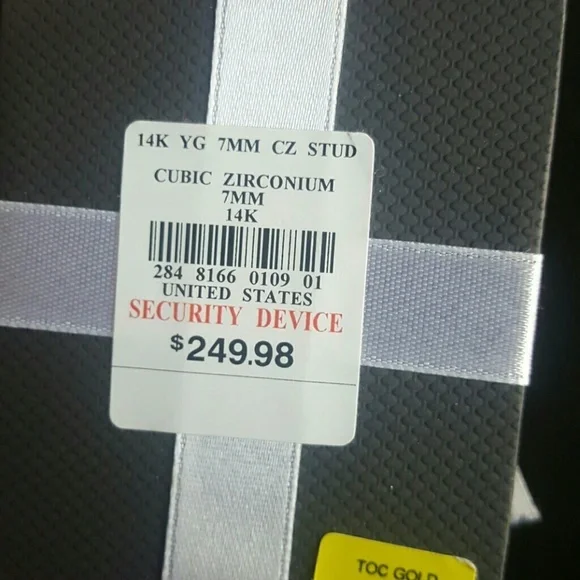 14K YG 7MM CZ STUD
CUBIC ZIRCONIUM
7MM
14K
284 8166 0109 01
UNITED STATES
SECURITY DEVICE
$249.98
TOC GOLD